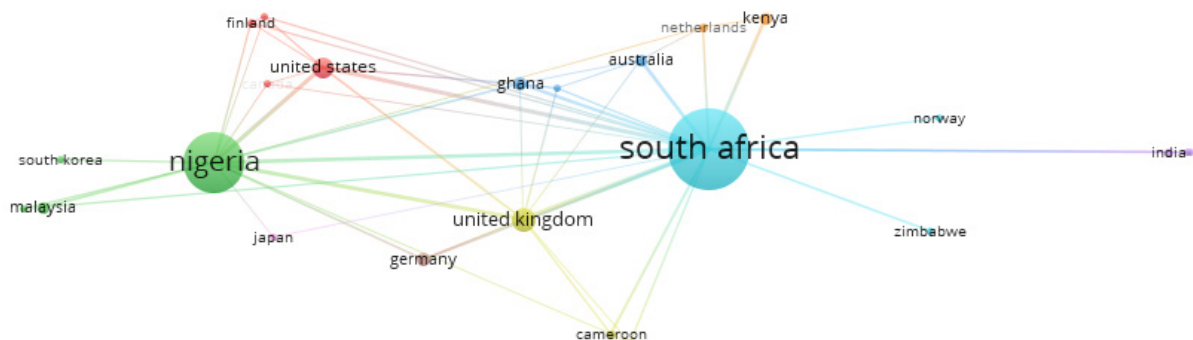 finland
kenya
netherlands
united states
australia
ghana
canada
norway
south africa
india
south korea
nigeria
malaysia
united kingdom
zimbabwe
japan
germany
cameroon